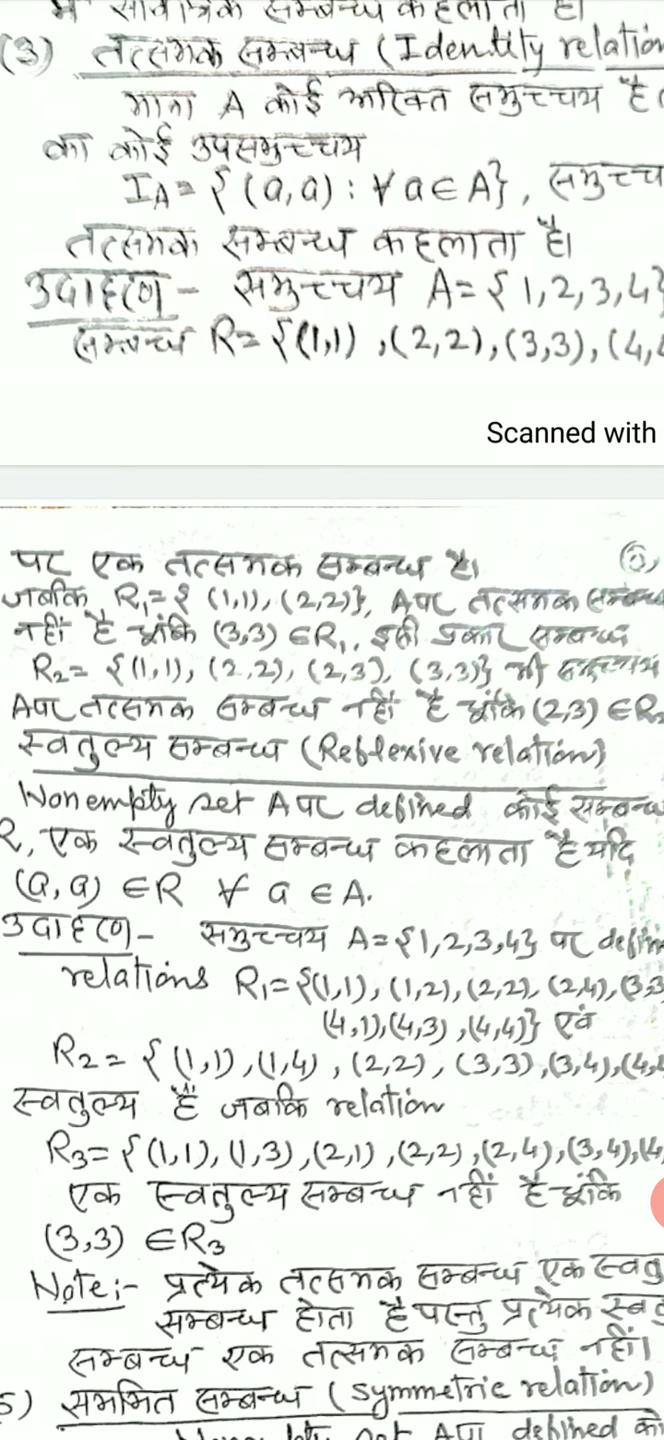 में सार्वत्रिक सम्बन्ध कहलाता है।
(3) तत्समक सम्बन्ध (Identity relation
माना A कोई अरिक्त समुच्चय है।
का कोई उपसमुच्चय
I_A = {(a,a) : ∀ a ∈ A}, समुच्च
तत्समक सम्बन्ध कहलाता है।
उदाहरण - समुच्चय A = {1,2,3,4}
सम्बन्ध R = {(1,1), (2,2), (3,3), (4,
Scanned with
पर एक तत्समक सम्बन्ध है।
जबकि R₁ = { (1,1), (2,2)}, A पर तत्समक सम्बन्ध
नहीं है क्योंकि (3,3) ∈ R₁, इसी प्रकार सम्बन्ध
R₂ = {(1,1), (2,2), (2,3), (3,3)} भी समुच्चय
A पर तत्समक सम्बन्ध नहीं है क्योंकि (2,3) ∈ R₂
स्वतुल्य सम्बन्ध (Reflexive relation)
Non empty set A पर defined कोई सम्बन्ध
R, एक स्वतुल्य सम्बन्ध कहलाता है यदि
(a, a) ∈ R ∀ a ∈ A.
उदाहरण - समुच्चय A = {1,2,3,4} पर defin
relations R₁ = {(1,1), (1,2), (2,2), (2,4), (3,3
(4,1), (4,3), (4,4)} एवं
R₂ = { (1,1), (1,4), (2,2), (3,3), (3,4), (4,
स्वतुल्य हैं जबकि relation
R₃ = { (1,1), (1,3), (2,1), (2,2), (2,4), (3,4), (4,
एक स्वतुल्य सम्बन्ध नहीं है क्योंकि
(3,3) ∈ R₃
Note :- प्रत्येक तत्समक सम्बन्ध एक स्वतु
सम्बन्ध होता है परन्तु प्रत्येक स्वतु
सम्बन्ध एक तत्समक सम्बन्ध नहीं।
5) सममित सम्बन्ध ( symmetric relation)
set A पर defined को